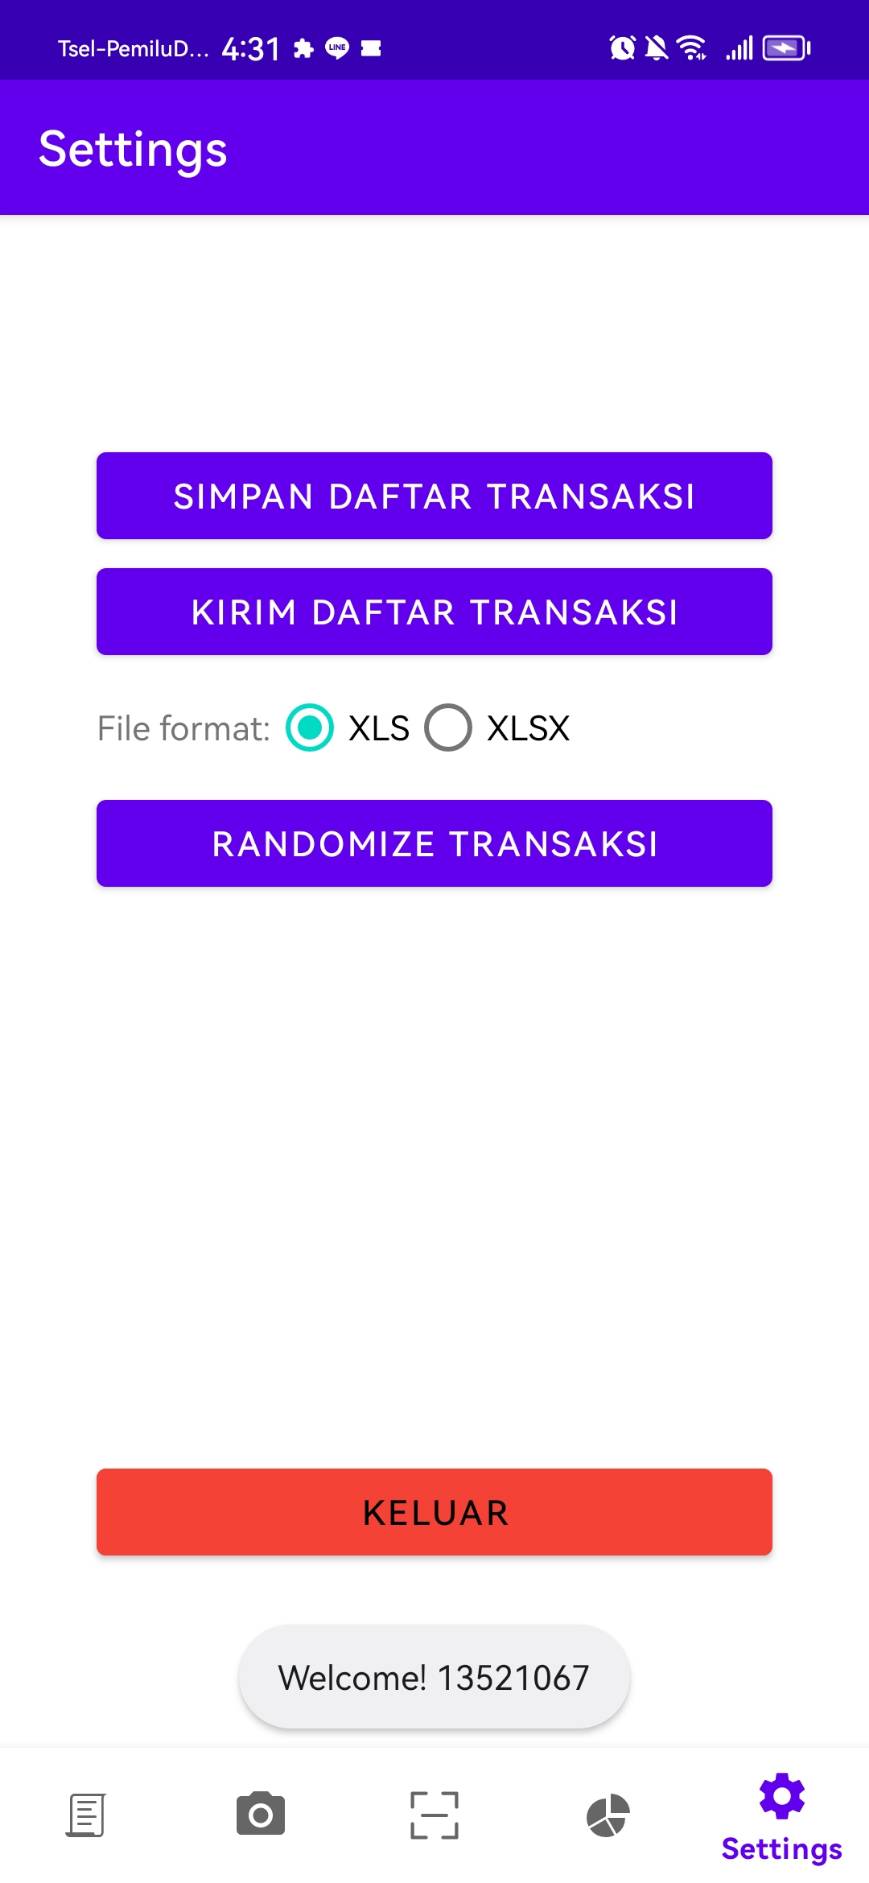 Tsel-PemiluD... 4:31 LINE
Settings
SIMPAN DAFTAR TRANSAKSI
KIRIM DAFTAR TRANSAKSI
File format: XLS XLSX
RANDOMIZE TRANSAKSI
KELUAR
Welcome! 13521067
Settings